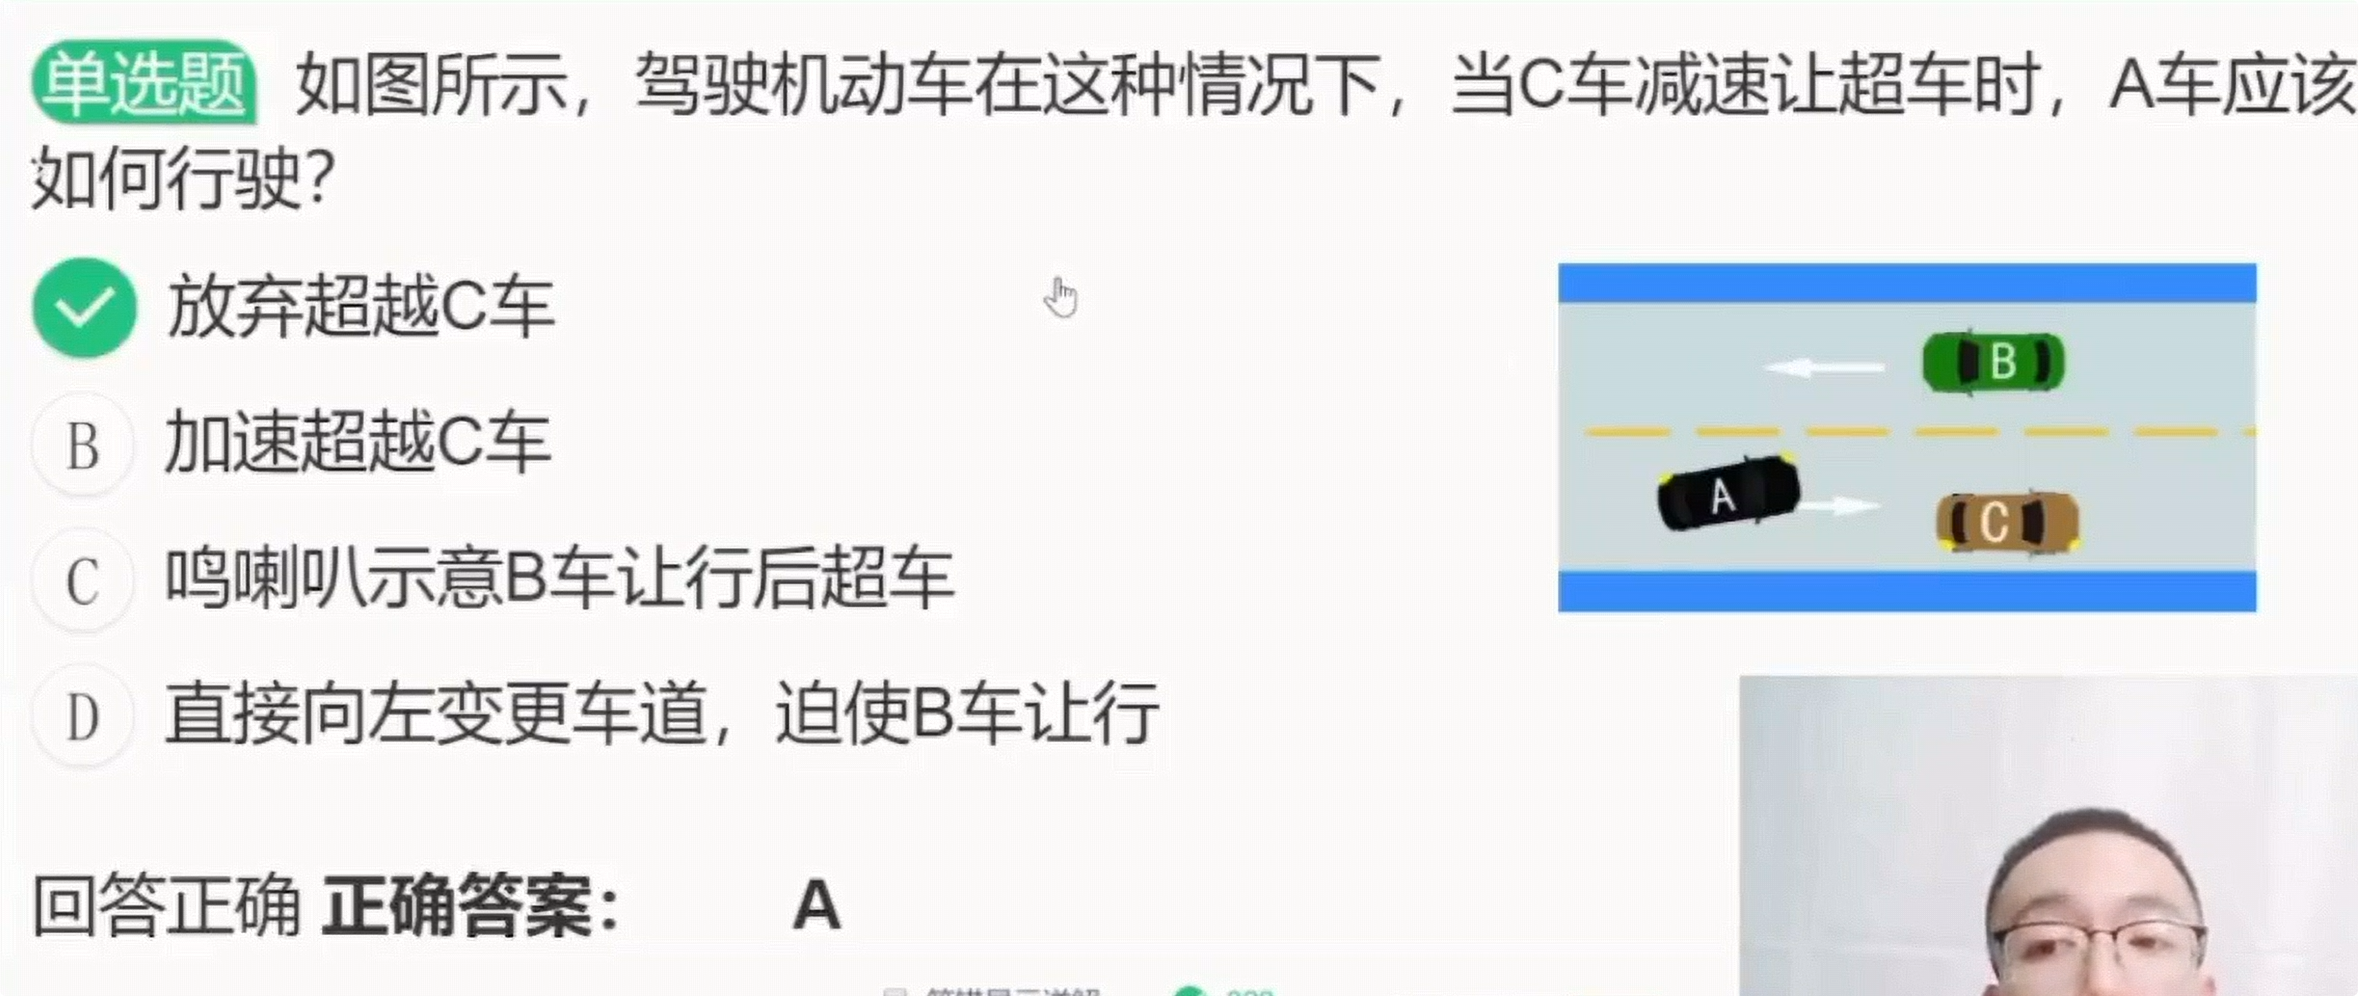 单选题 如图所示，驾驶机动车在这种情况下，当C车减速让超车时，A车应该
如何行驶？
放弃超越C车
B 加速超越C车
C 鸣喇叭示意B车让行后超车
D 直接向左变更车道，迫使B车让行
B
A
C
回答正确 正确答案： A